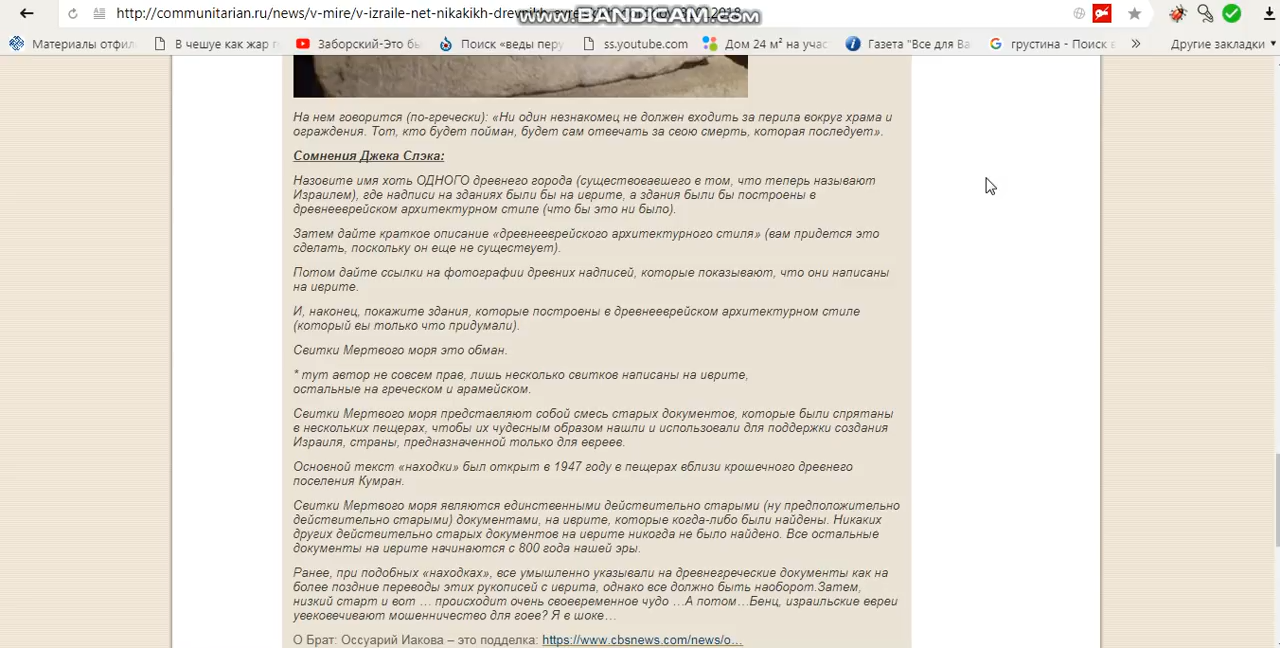 http://communitarian.ru/news/v-mire/v-izraile-net-nikakikh-drevnikh-evre
www.BANDICAM.com
2018
Материалы отфил
В чешуе как жар г
Заборский-Это бы
Поиск «веды перу
ss.youtube.com
Дом 24 м² на учас
Газета "Все для Ва
грустина - Поиск в
Другие закладки
На нем говорится (по-гречески): «Ни один незнакомец не должен входить за перила вокруг храма и
ограждения. Тот, кто будет пойман, будет сам отвечать за свою смерть, которая последует».
Сомнения Джека Слэка:
Назовите имя хоть ОДНОГО древнего города (существовавшего в том, что теперь называют
Израилем), где надписи на зданиях были бы на иврите, а здания были бы построены в
древнееврейском архитектурном стиле (что бы это ни было).
Затем дайте краткое описание «древнееврейского архитектурного стиля» (вам придется это
сделать, поскольку он еще не существует).
Потом дайте ссылки на фотографии древних надписей, которые показывают, что они написаны
на иврите.
И, наконец, покажите здания, которые построены в древнееврейском архитектурном стиле
(который вы только что придумали).
Свитки Мертвого моря это обман.
* тут автор не совсем прав, лишь несколько свитков написаны на иврите,
остальные на греческом и арамейском.
Свитки Мертвого моря представляют собой смесь старых документов, которые были спрятаны
в нескольких пещерах, чтобы их чудесным образом нашли и использовали для поддержки создания
Израиля, страны, предназначенной только для евреев.
Основной текст «находки» был открыт в 1947 году в пещерах вблизи крошечного древнего
поселения Кумран.
Свитки Мертвого моря являются единственными действительно старыми (ну предположительно
действительно старыми) документами, на иврите, которые когда-либо были найдены. Никаких
других действительно старых документов на иврите никогда не было найдено. Все остальные
документы на иврите начинаются с 800 года нашей эры.
Ранее, при подобных «находках», все умышленно указывали на древнегреческие документы как на
более поздние переводы этих рукописей с иврита, однако все должно быть наоборот.Затем,
низкий старт и вот … происходит очень своевременное чудо …А потом…Бенц, израильские евреи
увековечивают мошенничество для гоев? Я в шоке…
О Брат: Оссуарий Иакова – это подделка: https://www.cbsnews.com/news/o…